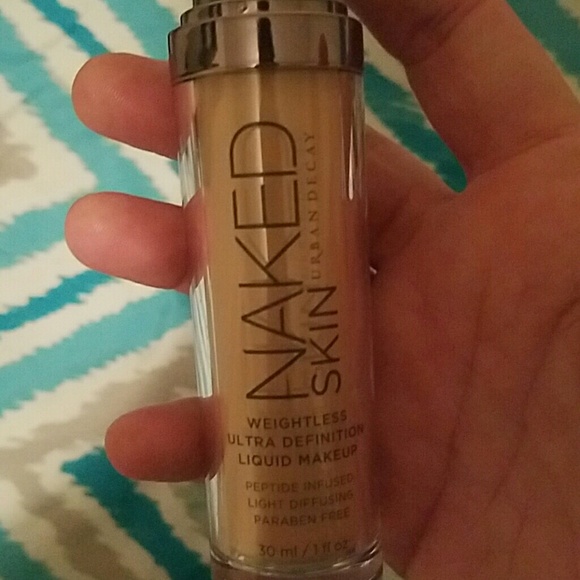 NAKED
SKIN
URBAN DECAY
WEIGHTLESS
ULTRA DEFINITION
LIQUID MAKEUP
PEPTIDE INFUSED
LIGHT DIFFUSING
PARABEN FREE
30 ml / 1 fl oz